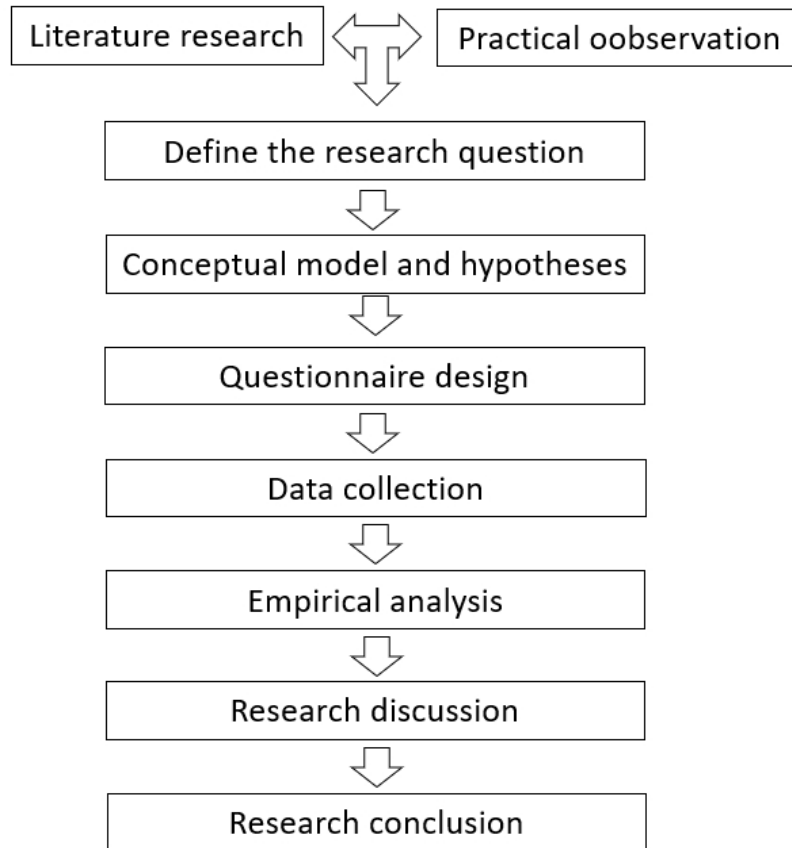 Literature research
Practical oobservation
Define the research question
Conceptual model and hypotheses
Questionnaire design
Data collection
Empirical analysis
Research discussion
Research conclusion